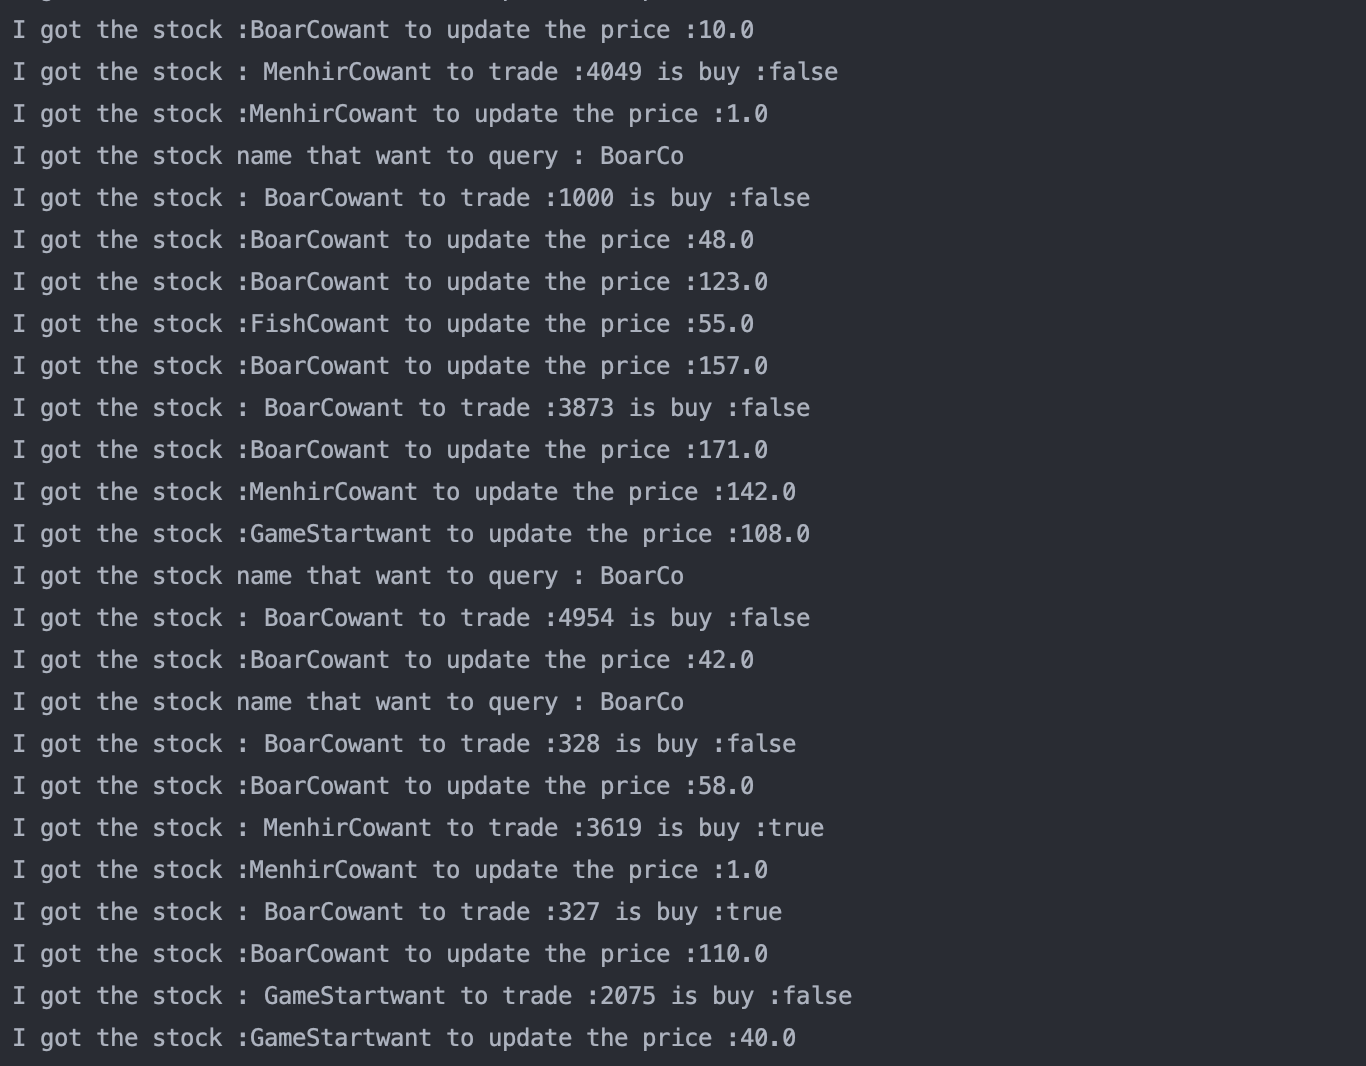 I got the stock :BoarCowant to update the price :10.0
I got the stock : MenhirCowant to trade :4049 is buy :false
I got the stock :MenhirCowant to update the price :1.0
I got the stock name that want to query : BoarCo
I got the stock : BoarCowant to trade :1000 is buy :false
I got the stock :BoarCowant to update the price :48.0
I got the stock :BoarCowant to update the price :123.0
I got the stock :FishCowant to update the price :55.0
I got the stock :BoarCowant to update the price :157.0
I got the stock : BoarCowant to trade :3873 is buy :false
I got the stock :BoarCowant to update the price :171.0
I got the stock :MenhirCowant to update the price :142.0
I got the stock :GameStartwant to update the price :108.0
I got the stock name that want to query : BoarCo
I got the stock : BoarCowant to trade :4954 is buy :false
I got the stock :BoarCowant to update the price :42.0
I got the stock name that want to query : BoarCo
I got the stock : BoarCowant to trade :328 is buy :false
I got the stock :BoarCowant to update the price :58.0
I got the stock : MenhirCowant to trade :3619 is buy :true
I got the stock :MenhirCowant to update the price :1.0
I got the stock : BoarCowant to trade :327 is buy :true
I got the stock :BoarCowant to update the price :110.0
I got the stock : GameStartwant to trade :2075 is buy :false
I got the stock :GameStartwant to update the price :40.0